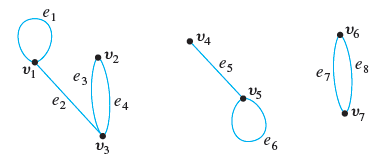 e₁
v₁
e₂
e₃
v₂
e₄
v₃
v₄
e₅
v₅
e₆
v₆
e₇
e₈
v₇